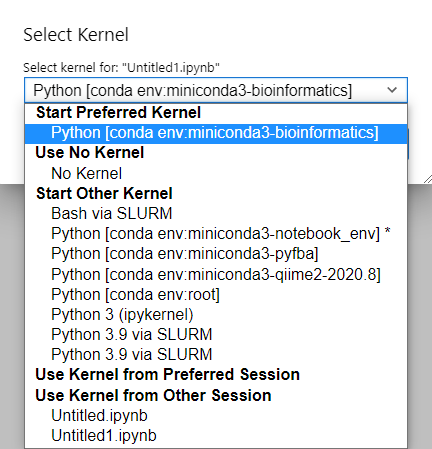 Select Kernel
Select kernel for: "Untitled1.ipynb"
Python [conda env:miniconda3-bioinformatics]
Start Preferred Kernel
Python [conda env:miniconda3-bioinformatics]
Use No Kernel
No Kernel
Start Other Kernel
Bash via SLURM
Python [conda env:miniconda3-notebook_env] *
Python [conda env:miniconda3-pyfba]
Python [conda env:miniconda3-qiime2-2020.8]
Python [conda env:root]
Python 3 (ipykernel)
Python 3.9 via SLURM
Python 3.9 via SLURM
Use Kernel from Preferred Session
Use Kernel from Other Session
Untitled.ipynb
Untitled1.ipynb